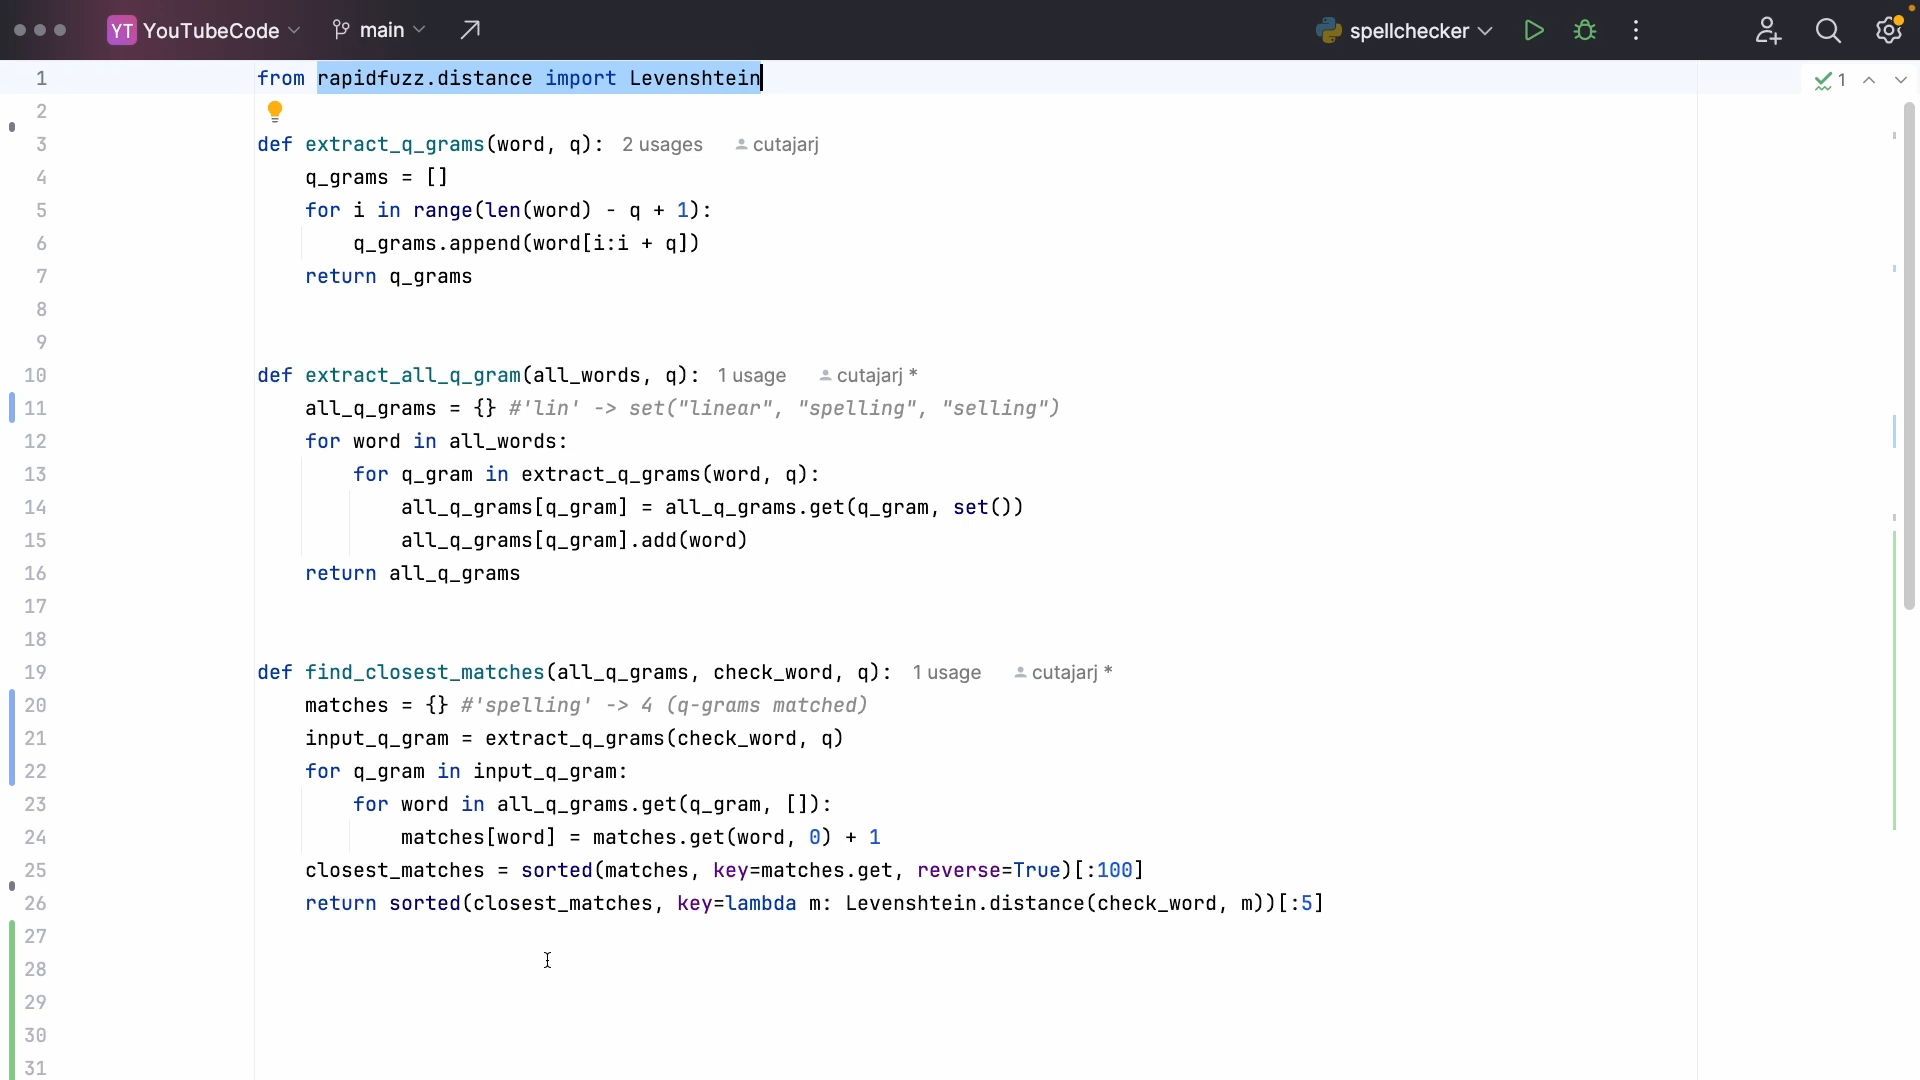 YT YouTubeCode main spellchecker
1 from rapidfuzz.distance import Levenshtein 1
2
3 def extract_q_grams(word, q): 2 usages cutajarj
4 q_grams = []
5 for i in range(len(word) - q + 1):
6 q_grams.append(word[i:i + q])
7 return q_grams
8
9
10 def extract_all_q_gram(all_words, q): 1 usage cutajarj *
11 all_q_grams = {} #'lin' -> set("linear", "spelling", "selling")
12 for word in all_words:
13 for q_gram in extract_q_grams(word, q):
14 all_q_grams[q_gram] = all_q_grams.get(q_gram, set())
15 all_q_grams[q_gram].add(word)
16 return all_q_grams
17
18
19 def find_closest_matches(all_q_grams, check_word, q): 1 usage cutajarj *
20 matches = {} #'spelling' -> 4 (q-grams matched)
21 input_q_gram = extract_q_grams(check_word, q)
22 for q_gram in input_q_gram:
23 for word in all_q_grams.get(q_gram, []):
24 matches[word] = matches.get(word, 0) + 1
25 closest_matches = sorted(matches, key=matches.get, reverse=True)[:100]
26 return sorted(closest_matches, key=lambda m: Levenshtein.distance(check_word, m))[:5]
27
28
29
30
31